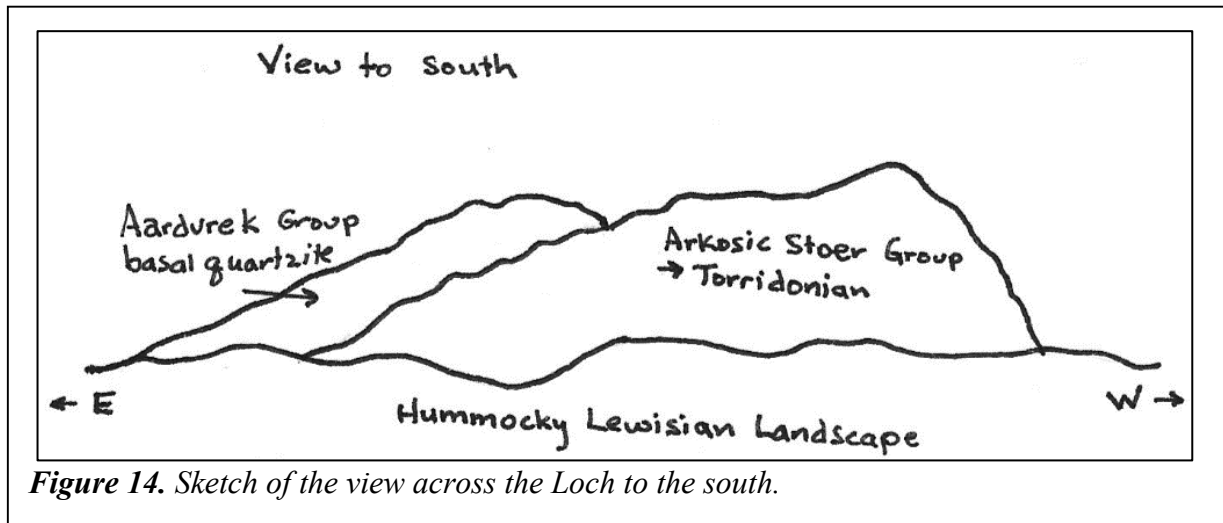 View to south
Aardvrek Group
basal quartzite
Arkosic Stoer Group
→ Torridonian
← E
W →
Hummocky Lewisian Landscape
Figure 14. Sketch of the view across the Loch to the south.